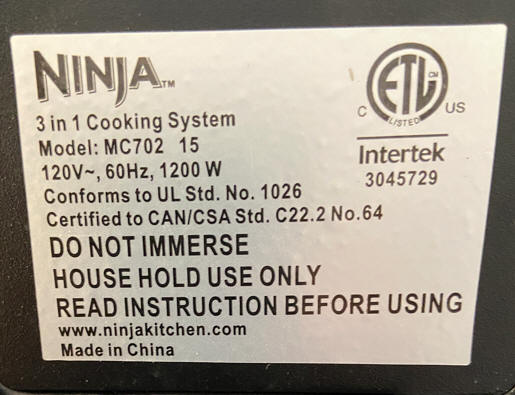 NINJA™
3 in 1 Cooking System
Model: MC702 15
120V~, 60Hz, 1200 W
Conforms to UL Std. No. 1026
Certified to CAN/CSA Std. C22.2 No.64
DO NOT IMMERSE
HOUSE HOLD USE ONLY
READ INSTRUCTION BEFORE USING
www.ninjakitchen.com
Made in China
ETL CM
C LISTED US
Intertek
3045729